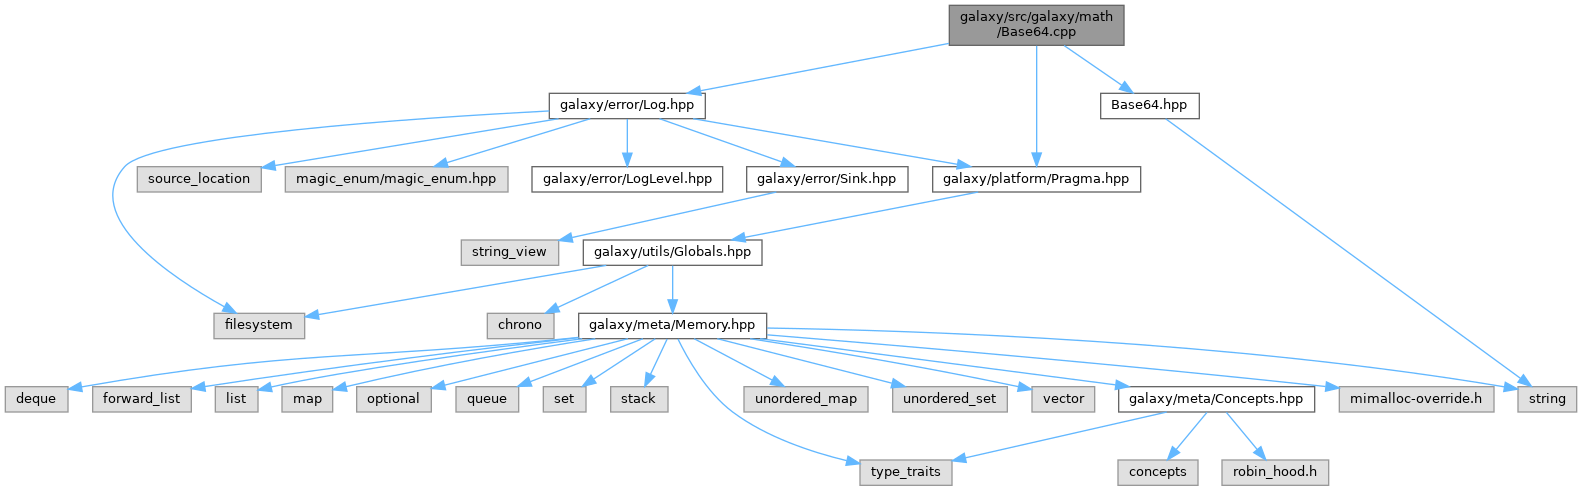 galaxy/src/galaxy/math
/Base64.cpp
galaxy/error/Log.hpp
Base64.hpp
source_location
magic_enum/magic_enum.hpp
galaxy/error/LogLevel.hpp
galaxy/error/Sink.hpp
galaxy/platform/Pragma.hpp
string_view
galaxy/utils/Globals.hpp
filesystem
chrono
galaxy/meta/Memory.hpp
deque
forward_list
list
map
optional
queue
set
stack
unordered_map
unordered_set
vector
galaxy/meta/Concepts.hpp
mimalloc-override.h
string
type_traits
concepts
robin_hood.h